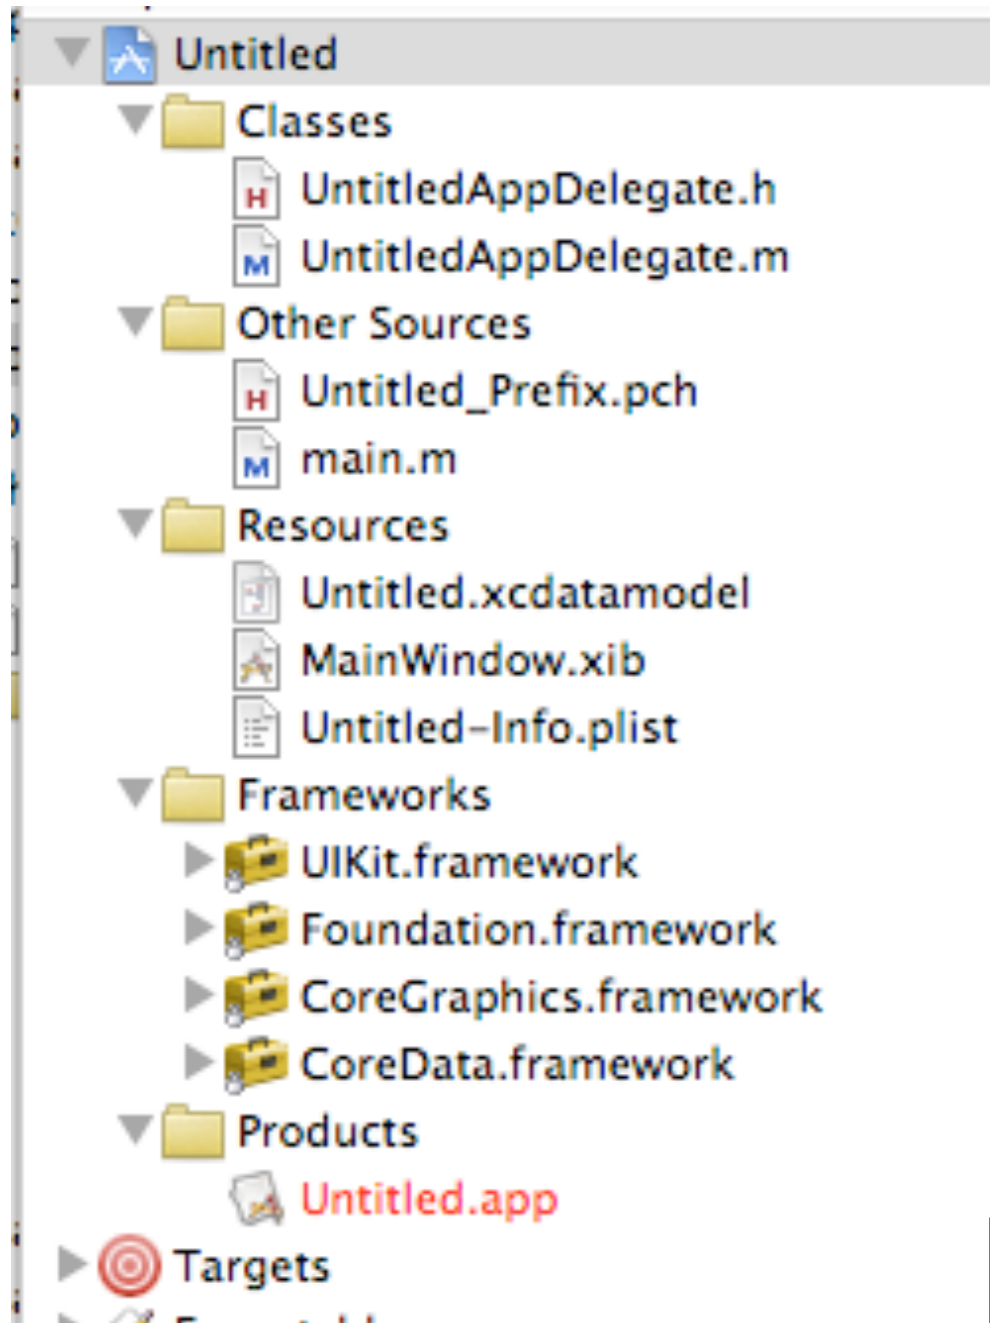 Untitled
Classes
UntitledAppDelegate.h
UntitledAppDelegate.m
Other Sources
Untitled_Prefix.pch
main.m
Resources
Untitled.xcdatamodel
MainWindow.xib
Untitled-Info.plist
Frameworks
UIKit.framework
Foundation.framework
CoreGraphics.framework
CoreData.framework
Products
Untitled.app
Targets